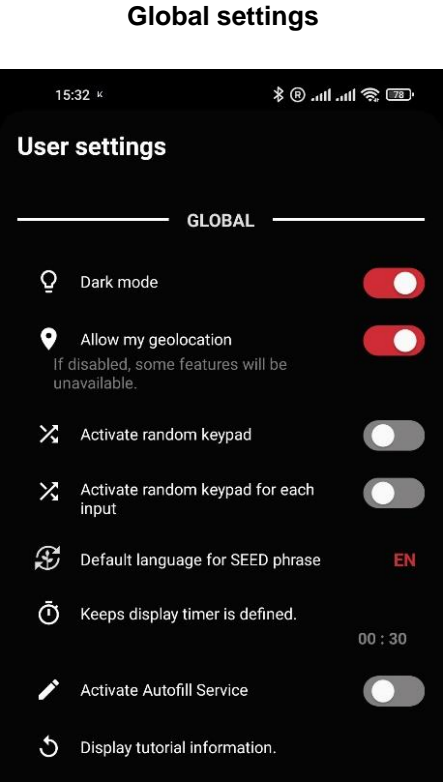 Global settings
15:32
78
User settings
GLOBAL
Dark mode
Allow my geolocation
If disabled, some features will be
unavailable.
Activate random keypad
Activate random keypad for each
input
Default language for SEED phrase EN
Keeps display timer is defined.
00 : 30
Activate Autofill Service
Display tutorial information.